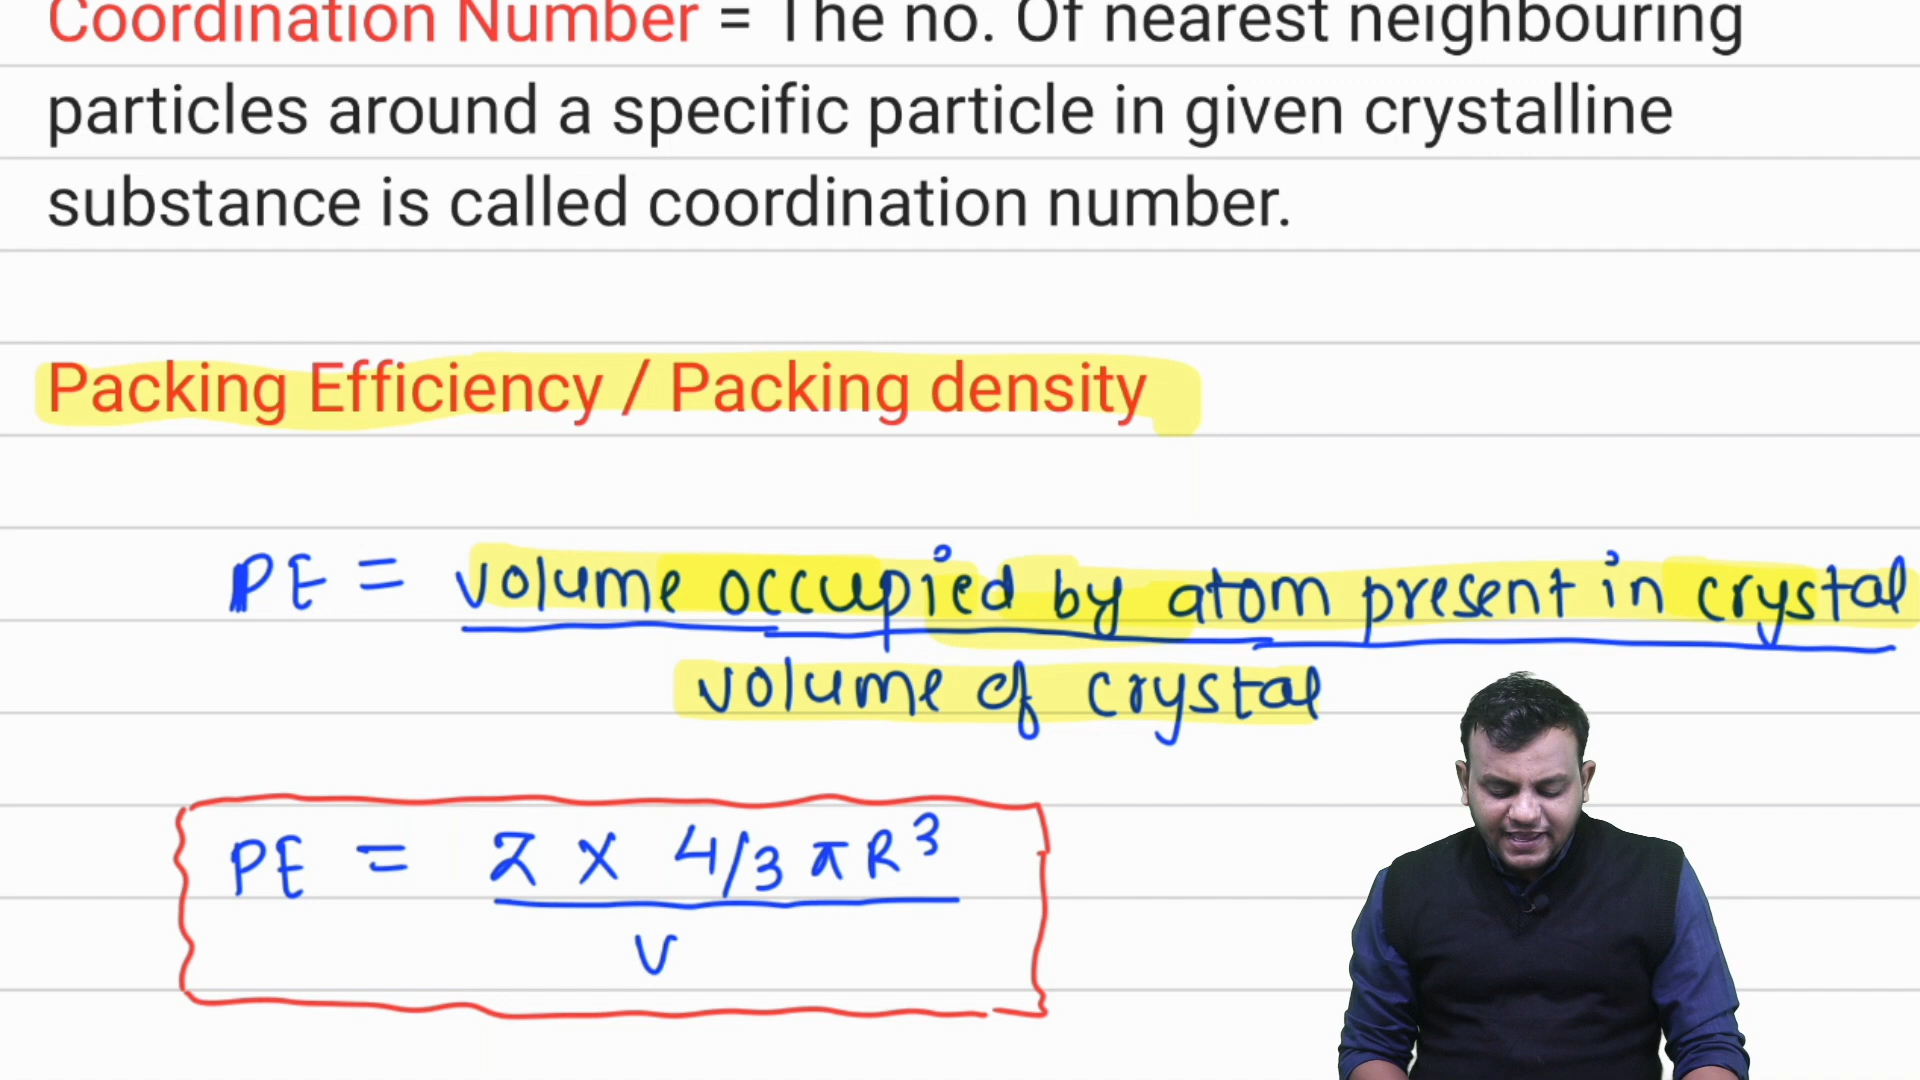 Coordination Number = The no. Of nearest neighbouring
particles around a specific particle in given crystalline
substance is called coordination number.
Packing Efficiency / Packing density
PE = volume occupied by atom present in crystal
volume of crystal
PE = Z × 4/3 πR³
V